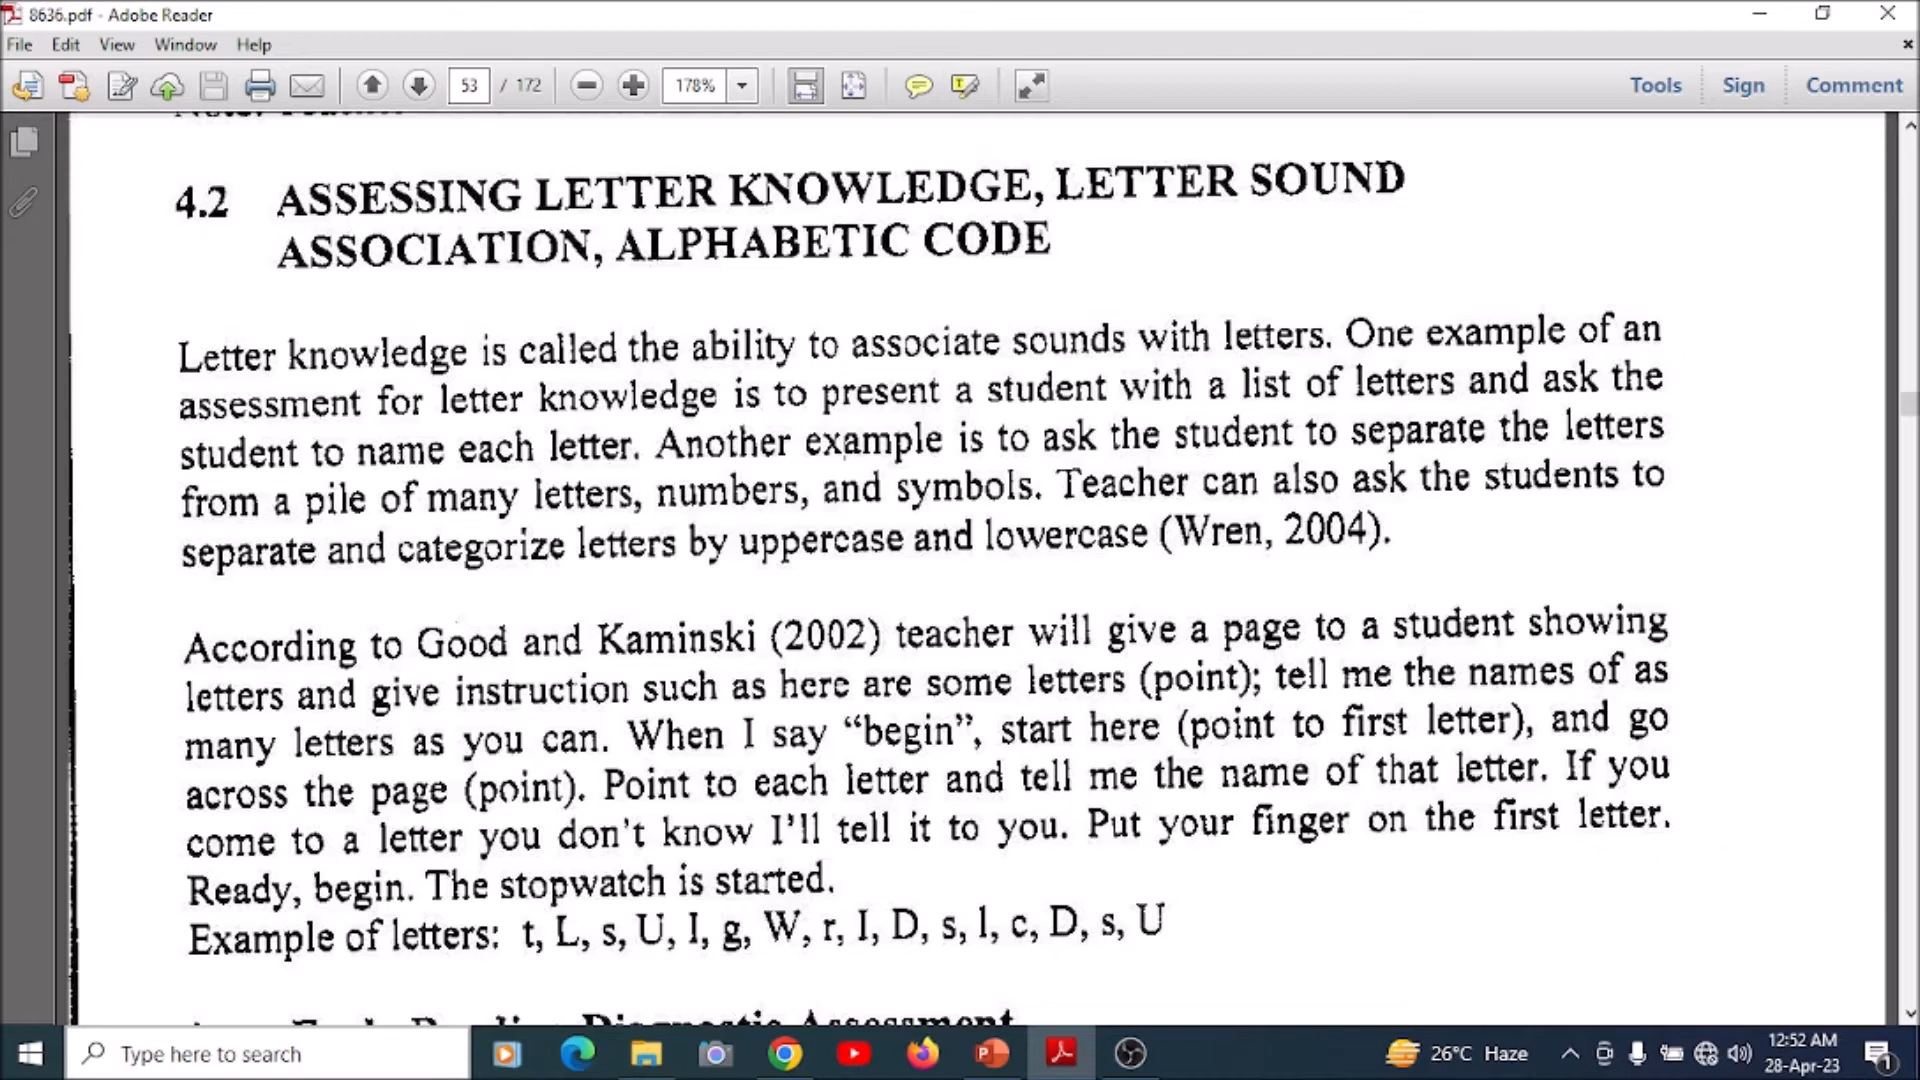 8636.pdf - Adobe Reader
File Edit View Window Help
53 / 172 178% Tools Sign Comment
4.2 ASSESSING LETTER KNOWLEDGE, LETTER SOUND
ASSOCIATION, ALPHABETIC CODE
Letter knowledge is called the ability to associate sounds with letters. One example of an
assessment for letter knowledge is to present a student with a list of letters and ask the
student to name each letter. Another example is to ask the student to separate the letters
from a pile of many letters, numbers, and symbols. Teacher can also ask the students to
separate and categorize letters by uppercase and lowercase (Wren, 2004).
According to Good and Kaminski (2002) teacher will give a page to a student showing
letters and give instruction such as here are some letters (point); tell me the names of as
many letters as you can. When I say “begin”, start here (point to first letter), and go
across the page (point). Point to each letter and tell me the name of that letter. If you
come to a letter you don't know I'll tell it to you. Put your finger on the first letter.
Ready, begin. The stopwatch is started.
Example of letters: t, L, s, U, I, g, W, r, I, D, s, l, c, D, s, U
Diagnostic Assessment
Type here to search
26°C Haze
12:52 AM
28-Apr-23
1